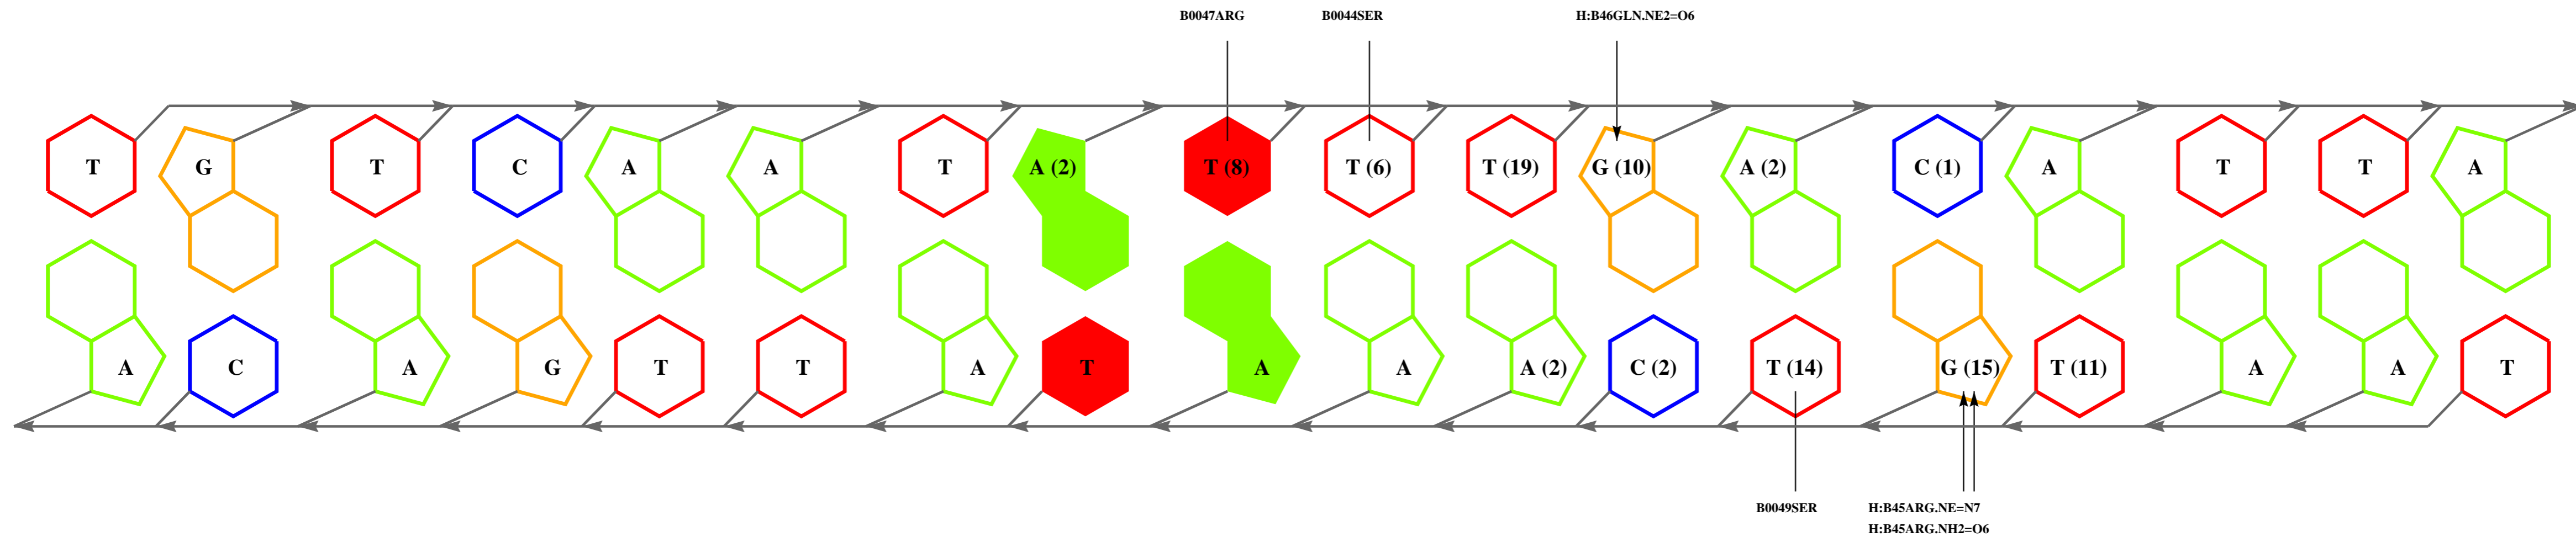 B0047ARG B0044SER H:B46GLN.NE2=O6
T G T C A A T A (2) T (8) T (6) T (19) G (10) A (2) C (1) A T T A
A C A G T T A T A A A (2) C (2) T (14) G (15) T (11) A A T
B0049SER H:B45ARG.NE=N7
H:B45ARG.NH2=O6